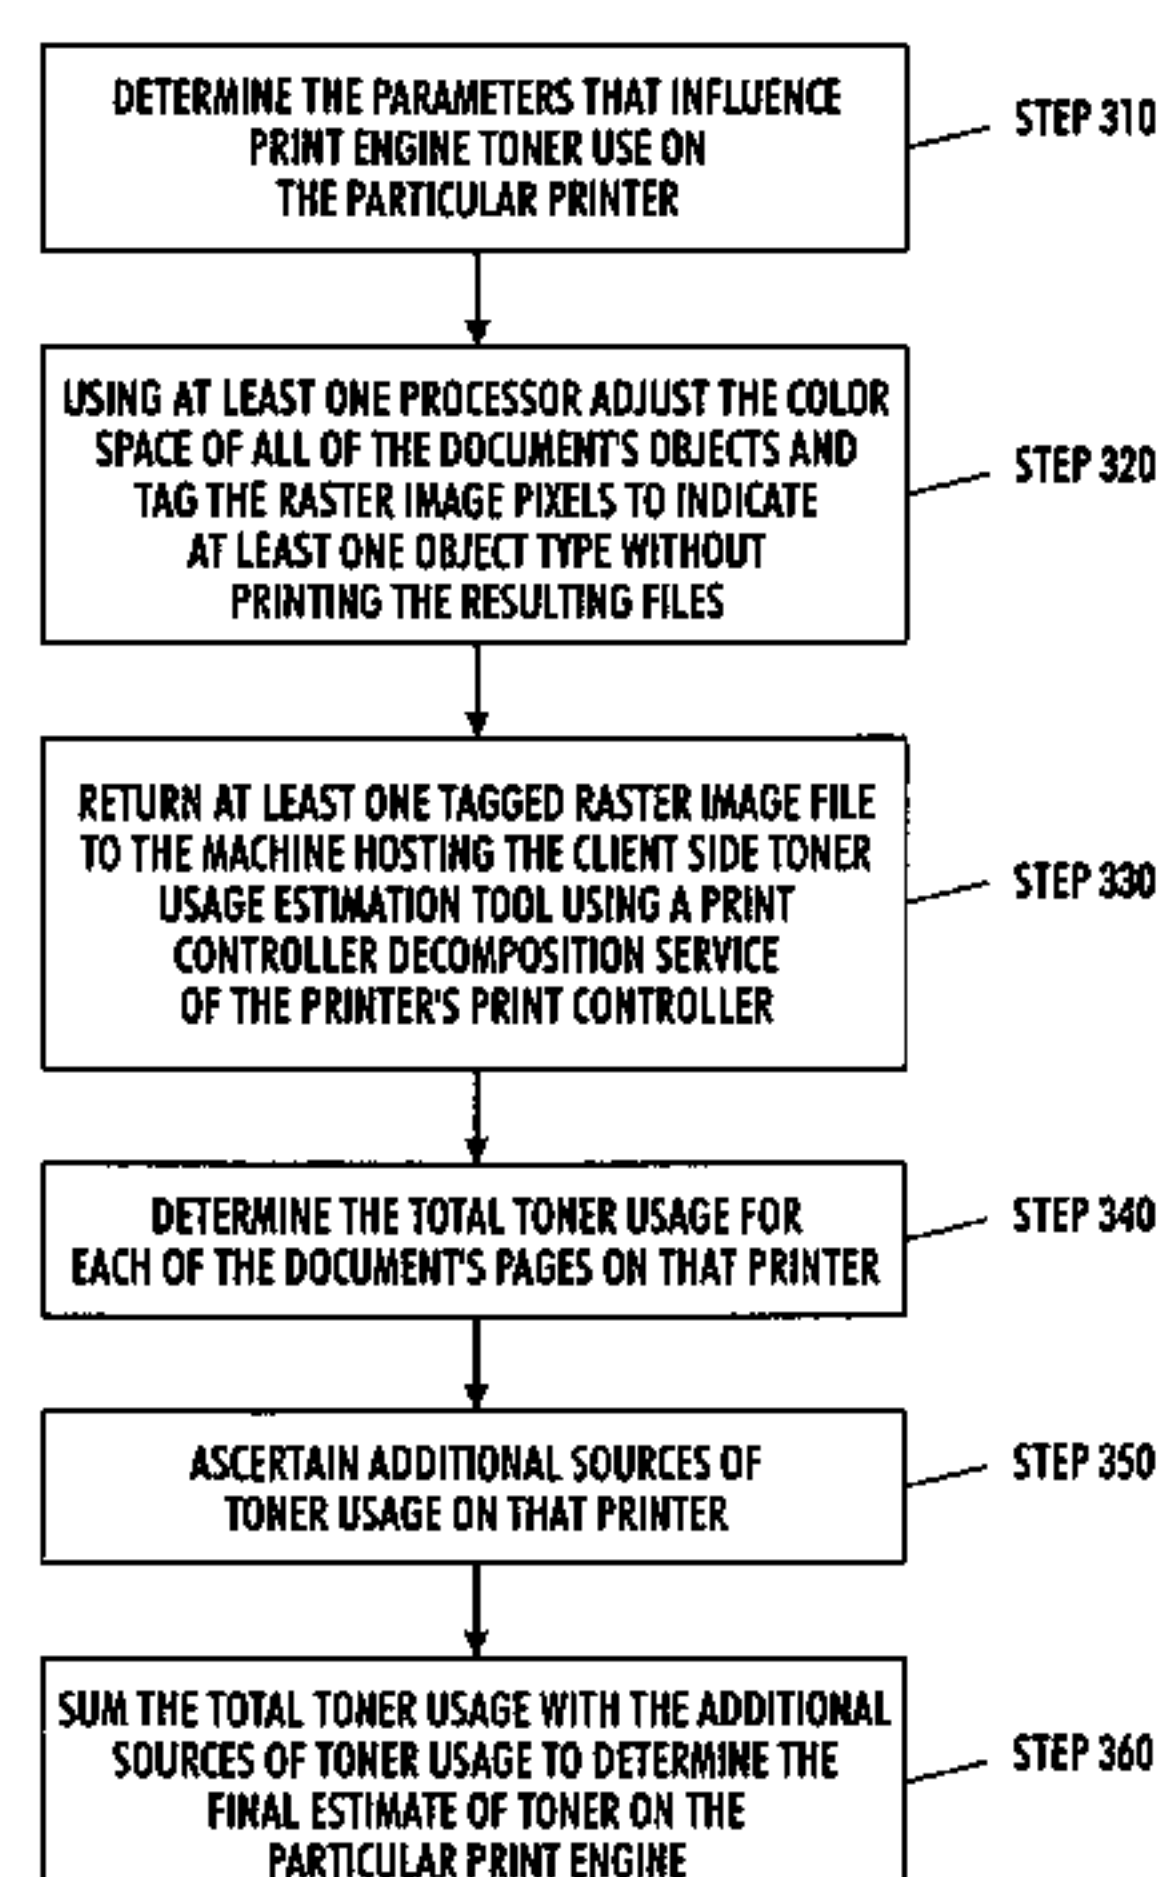 DETERMINE THE PARAMETERS THAT INFLUENCE
PRINT ENGINE TONER USE ON
THE PARTICULAR PRINTER
STEP 310
USING AT LEAST ONE PROCESSOR ADJUST THE COLOR
SPACE OF ALL OF THE DOCUMENT'S OBJECTS AND
TAG THE RASTER IMAGE PIXELS TO INDICATE
AT LEAST ONE OBJECT TYPE WITHOUT
PRINTING THE RESULTING FILES
STEP 320
RETURN AT LEAST ONE TAGGED RASTER IMAGE FILE
TO THE MACHINE HOSTING THE CLIENT SIDE TONER
USAGE ESTIMATION TOOL USING A PRINT
CONTROLLER DECOMPOSITION SERVICE
OF THE PRINTER'S PRINT CONTROLLER
STEP 330
DETERMINE THE TOTAL TONER USAGE FOR
EACH OF THE DOCUMENT'S PAGES ON THAT PRINTER
STEP 340
ASCERTAIN ADDITIONAL SOURCES OF
TONER USAGE ON THAT PRINTER
STEP 350
SUM THE TOTAL TONER USAGE WITH THE ADDITIONAL
SOURCES OF TONER USAGE TO DETERMINE THE
FINAL ESTIMATE OF TONER ON THE
PARTICULAR PRINT ENGINE
STEP 360